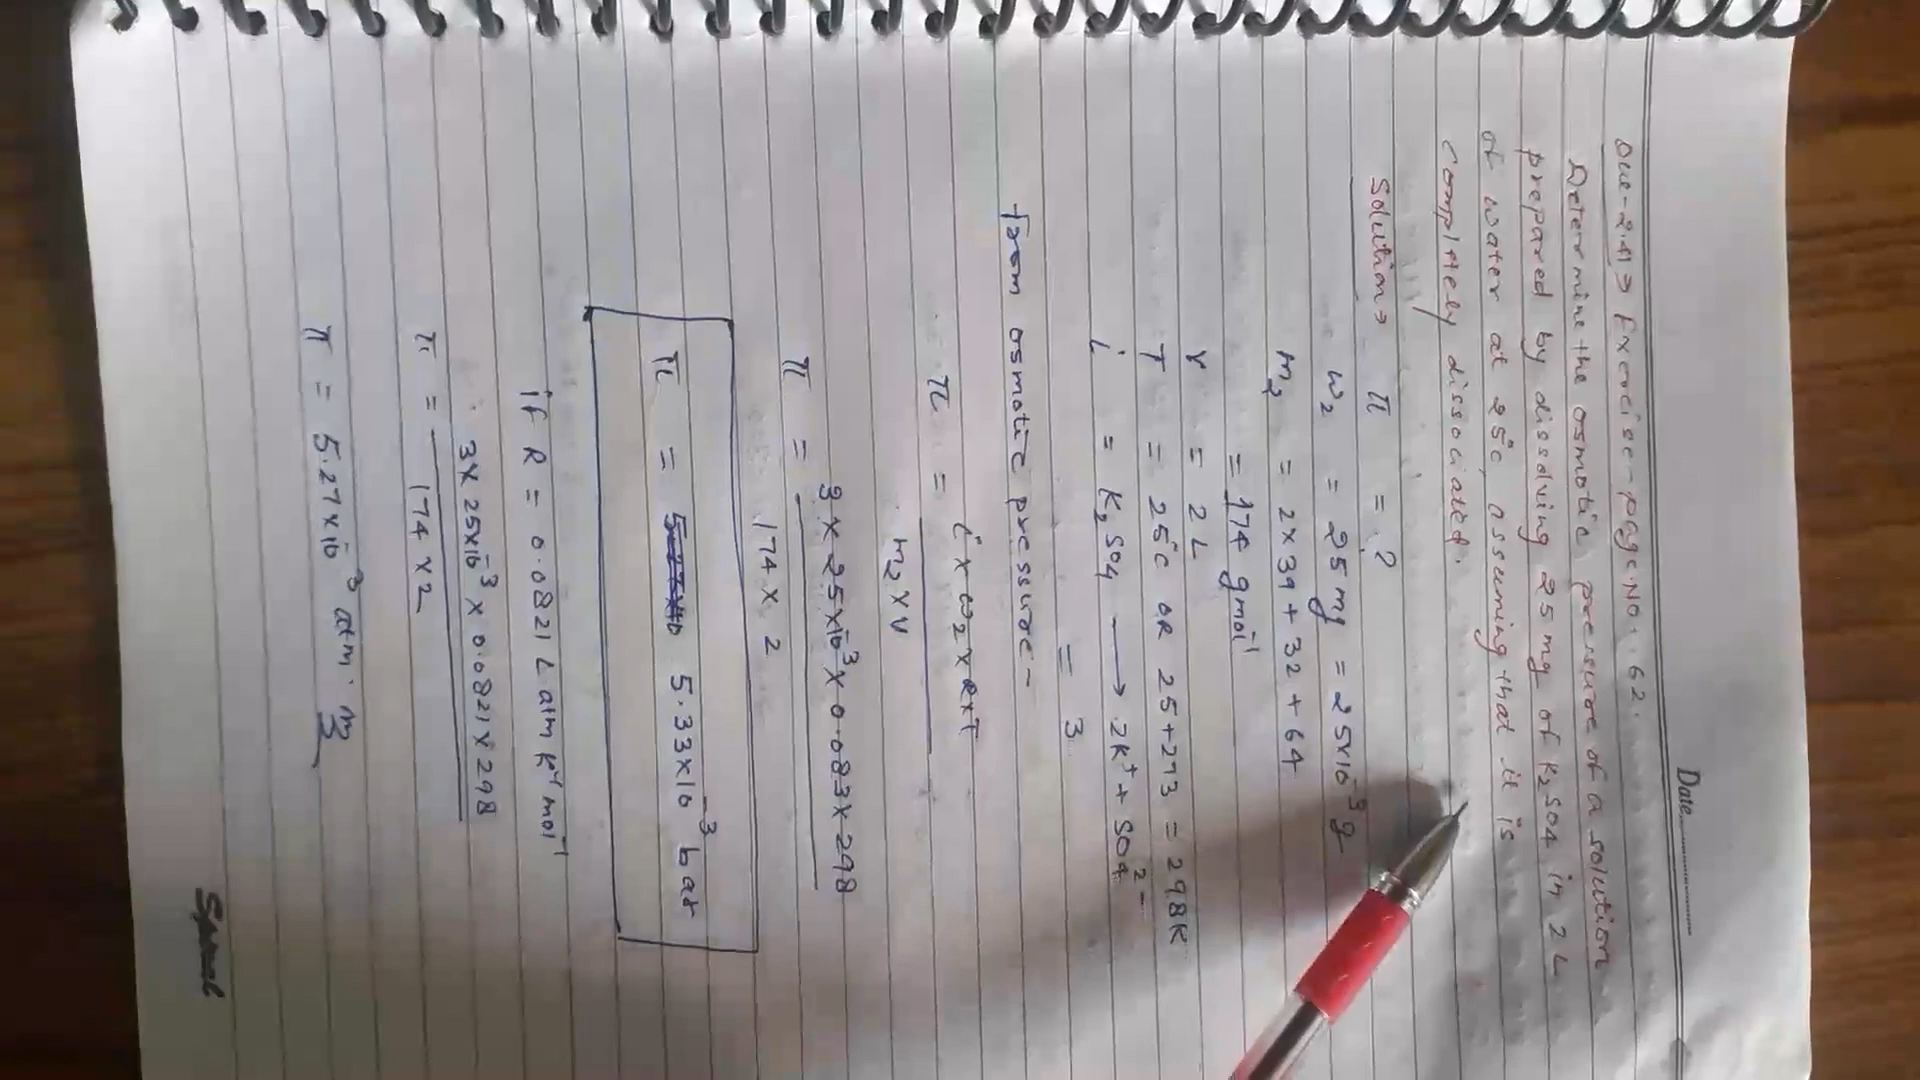 Date..............
Que-2.41→ Exercise-page.No. 62.
Determine the osmotic pressure of a solution
prepared by dissolving 25 mg of K₂SO4 in 2 L
of water at 25°c, assuming that it is
completely dissociated.
Solution→ π = ?
w₂ = 25 mg = 25×10⁻³ g
m₂ = 2×39 + 32 + 64
= 174 gmol⁻¹
V = 2 L
T = 25°C OR 25+273 = 298K
i = K₂SO4 ⟶ 2K⁺ + SO4²⁻
= 3
from osmotic pressure-
π = i × w₂ × R×T / m₂ × V
π = 3 × 25×10⁻³ × 0.083 × 298 / 174 × 2
π = 5.33×10⁻³ bar
if R = 0.0821 L atm K⁻¹ mol⁻¹
π = 3 × 25×10⁻³ × 0.0821 × 298 / 174 × 2
π = 5.27×10⁻³ atm.